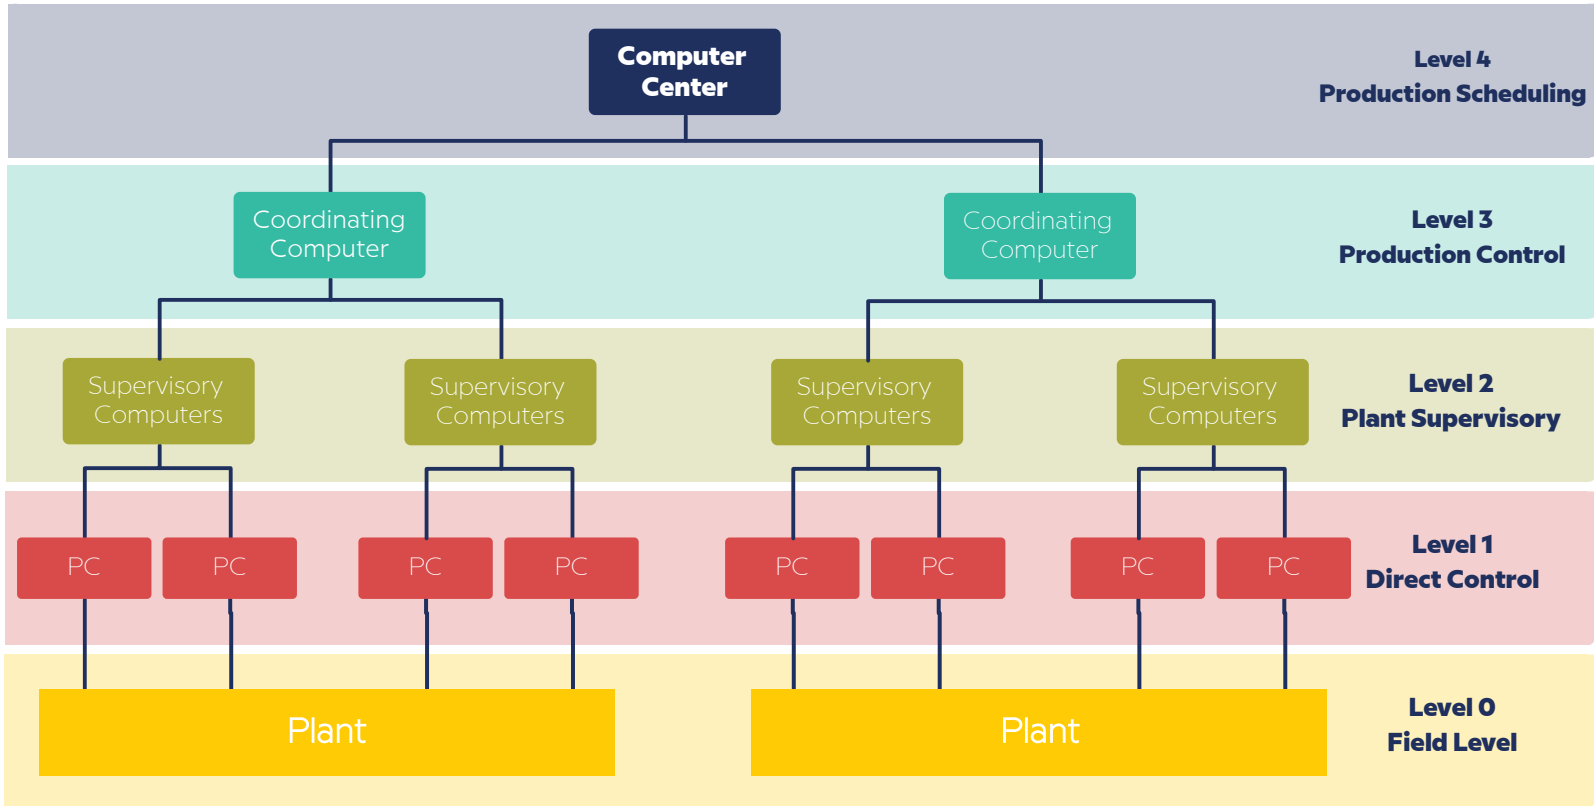 Computer
Center
Level 4
Production Scheduling
Coordinating
Computer
Coordinating
Computer
Level 3
Production Control
Supervisory
Computers
Supervisory
Computers
Supervisory
Computers
Supervisory
Computers
Level 2
Plant Supervisory
PC
PC
PC
PC
PC
PC
PC
PC
Level 1
Direct Control
Plant
Plant
Level 0
Field Level